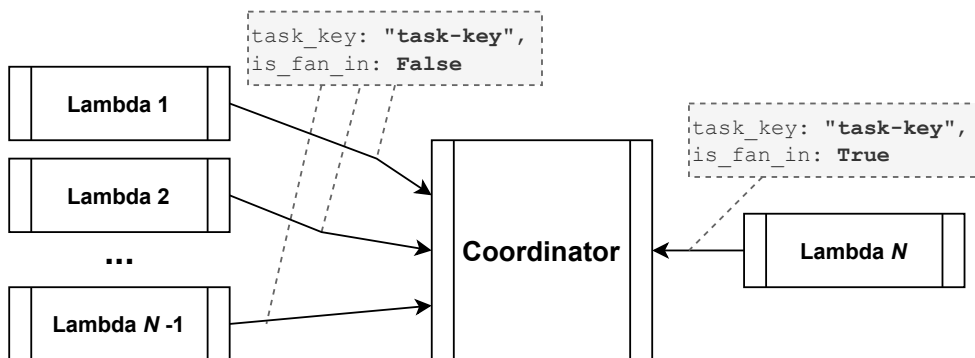 task_key: "task-key",
is_fan_in: False
Lambda 1
task_key: "task-key",
is_fan_in: True
Lambda 2
Coordinator
Lambda N
...
Lambda N -1